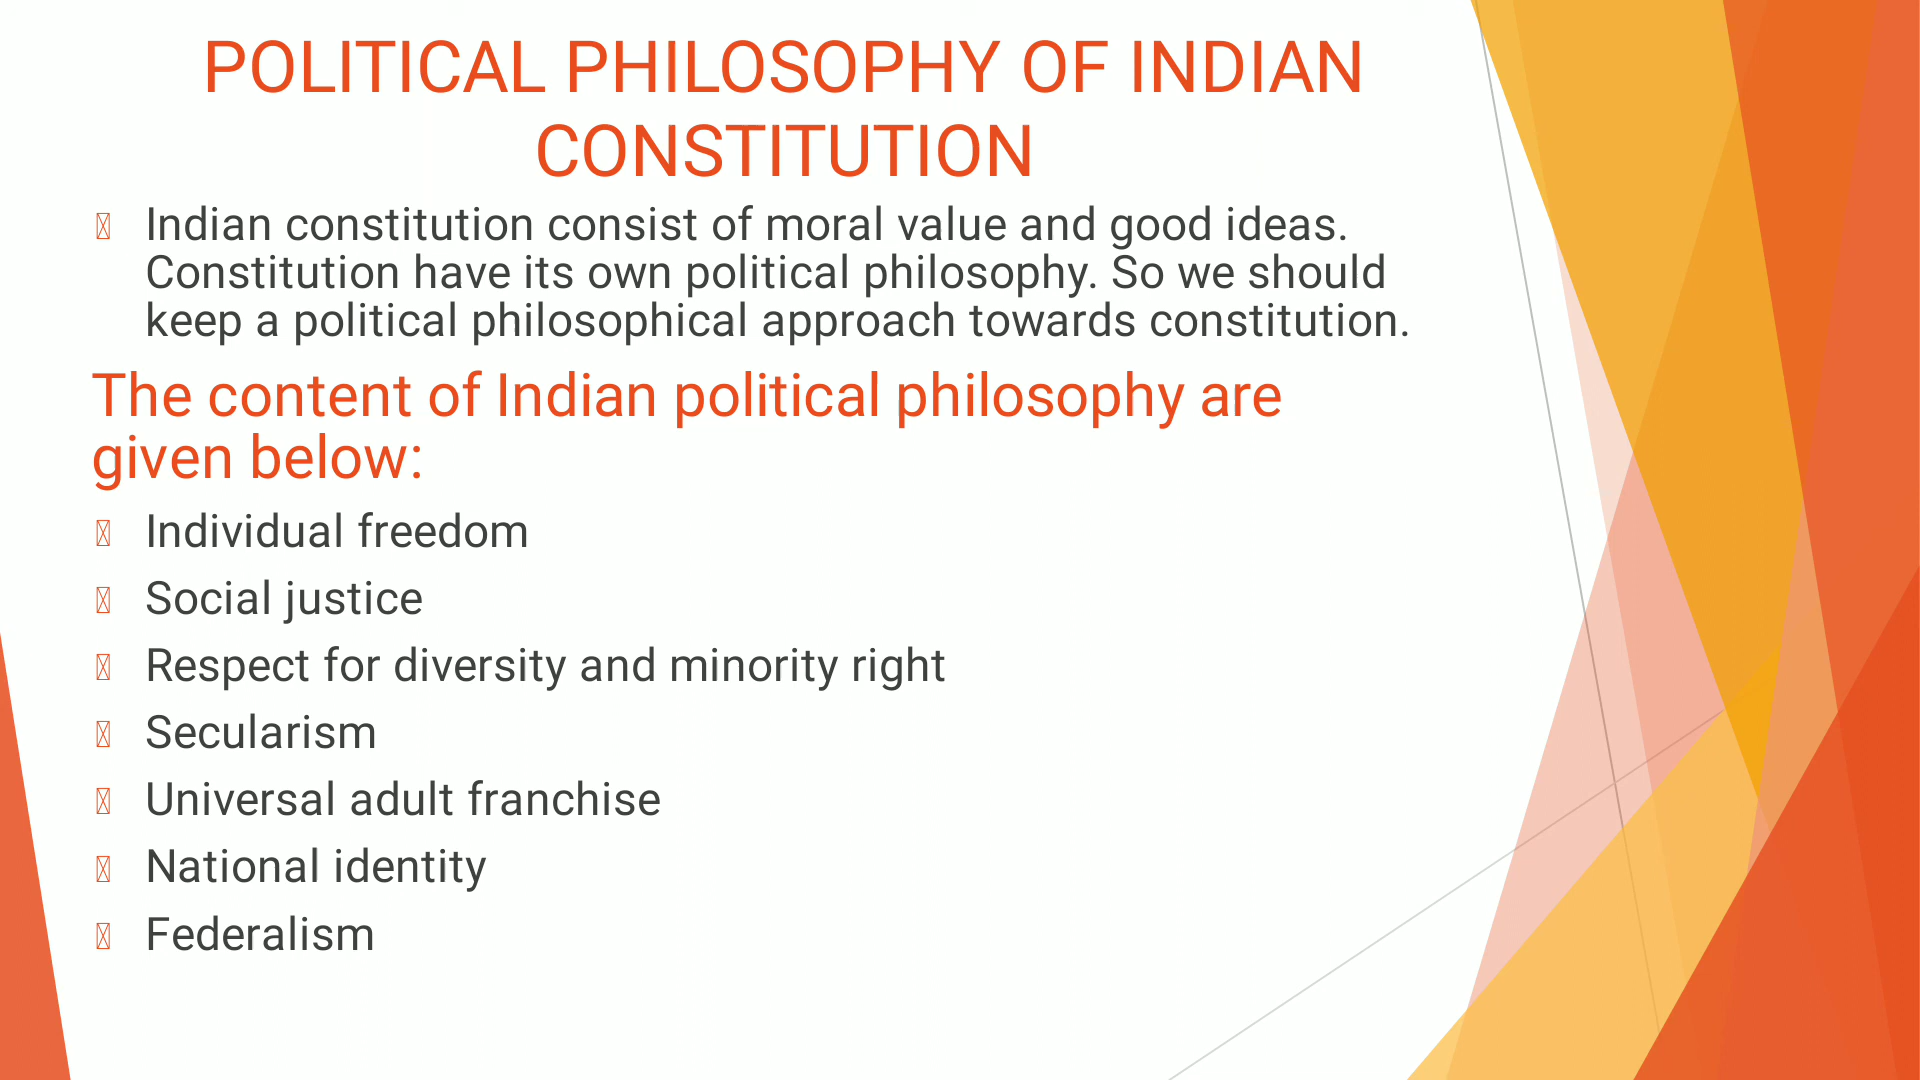 POLITICAL PHILOSOPHY OF INDIAN
CONSTITUTION
Indian constitution consist of moral value and good ideas.
Constitution have its own political philosophy. So we should
keep a political philosophical approach towards constitution.
The content of Indian political philosophy are
given below:
Individual freedom
Social justice
Respect for diversity and minority right
Secularism
Universal adult franchise
National identity
Federalism